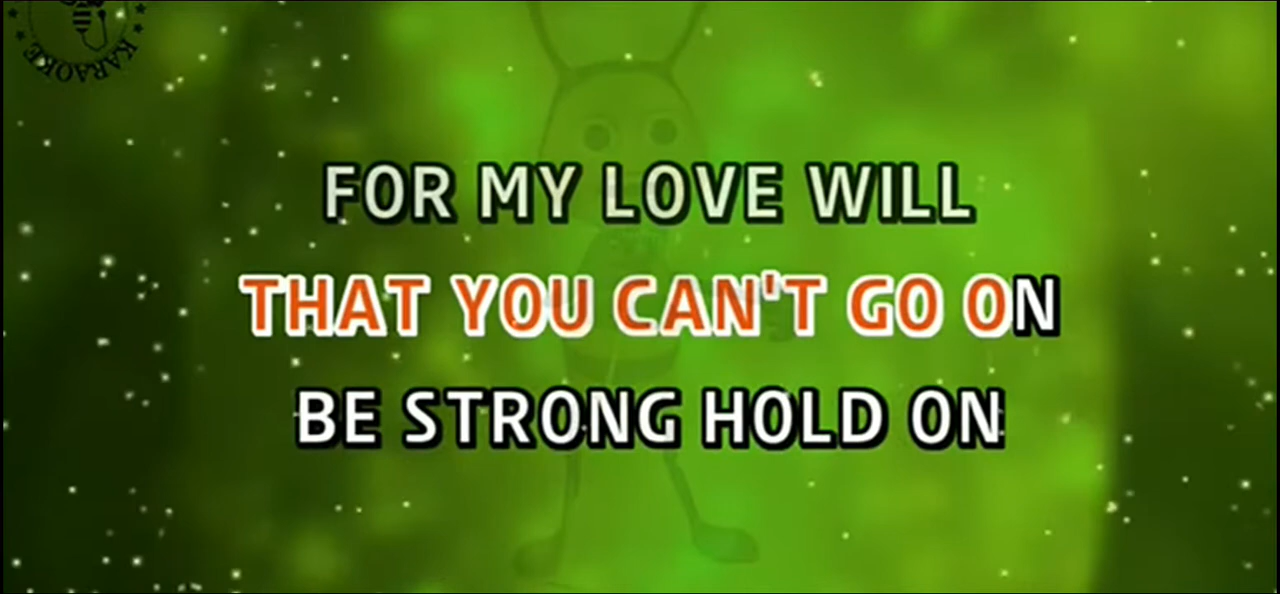 KARAOKE
FOR MY LOVE WILL
THAT YOU CAN'T GO ON
BE STRONG HOLD ON